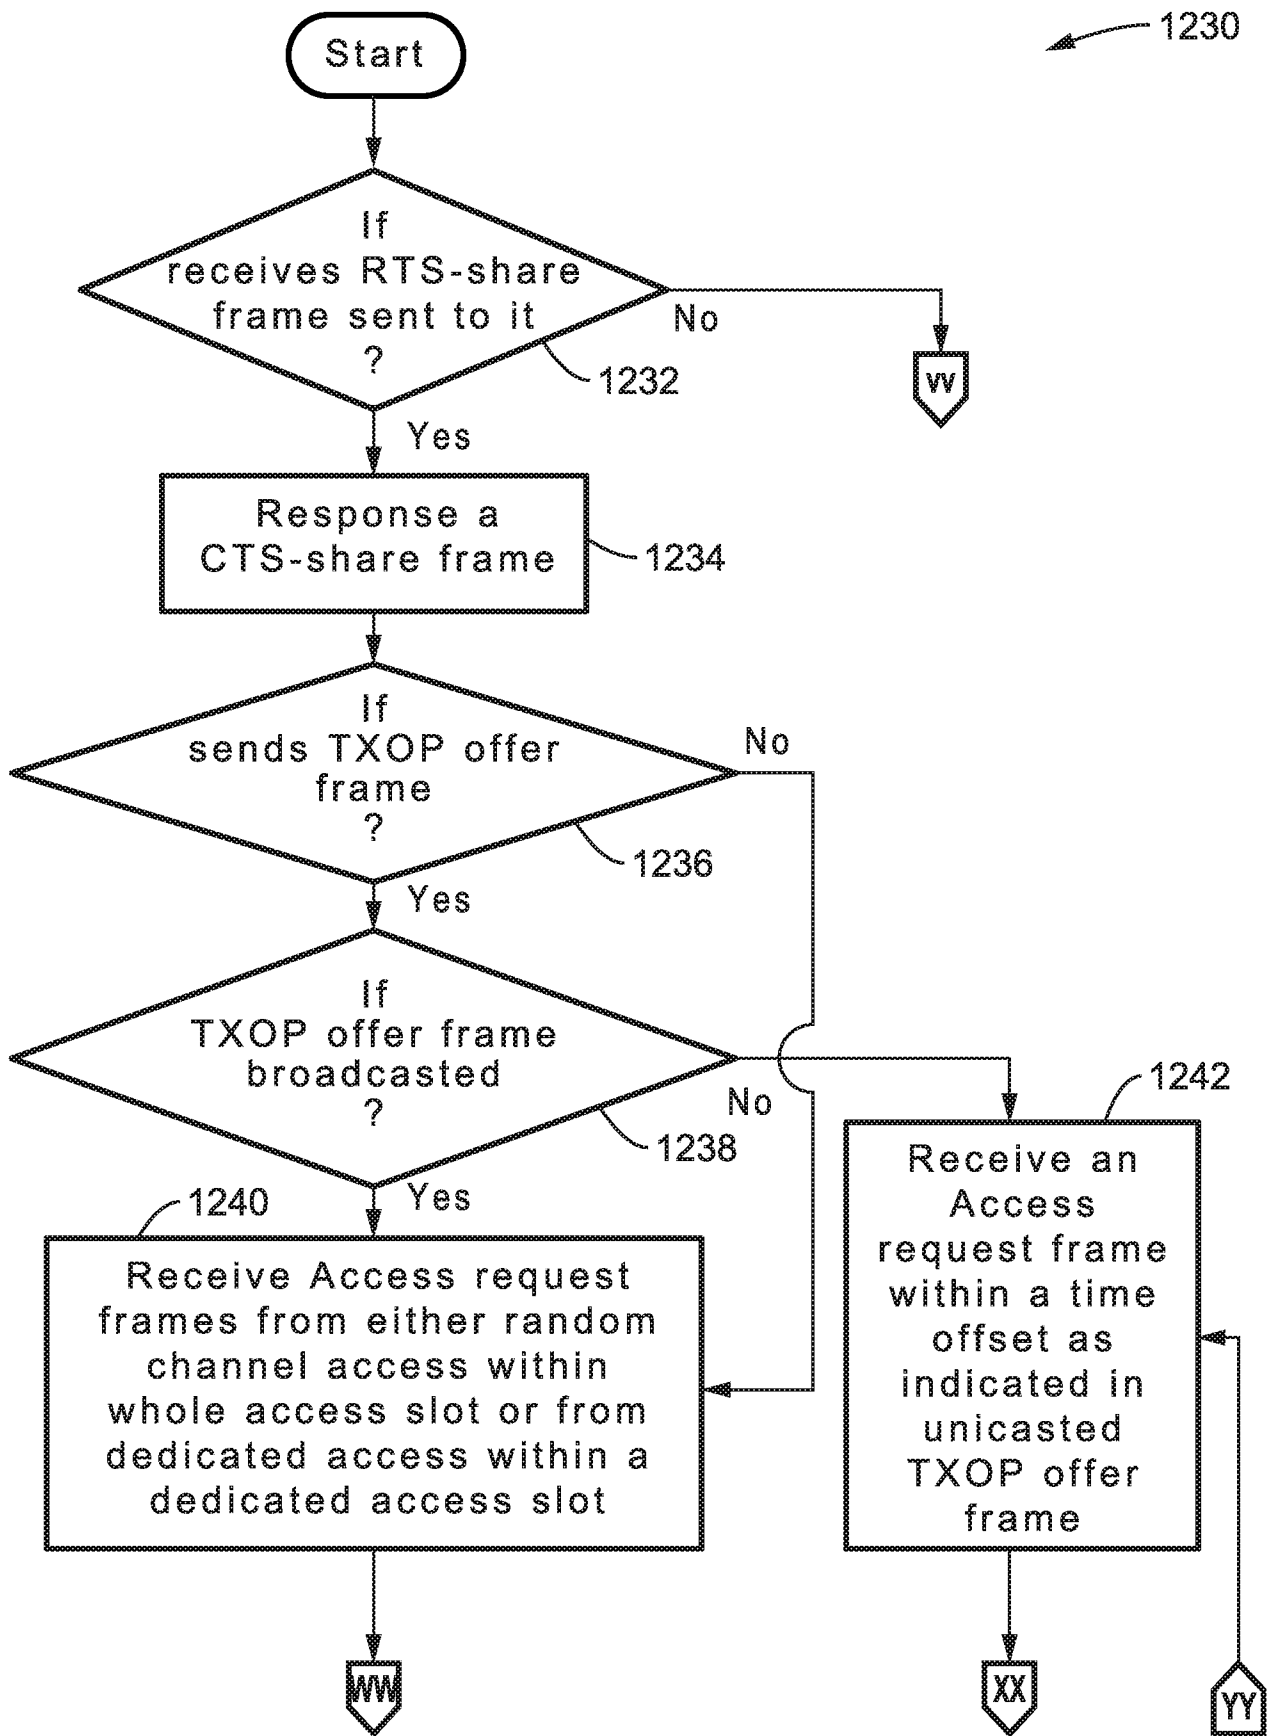 Start
1230
If
receives RTS-share
frame sent to it
?
No
1232
VV
Yes
Response a
CTS-share frame
1234
If
sends TXOP offer
frame
?
No
1236
Yes
If
TXOP offer frame
broadcasted
?
No
1238
1242
Yes
1240
Receive Access request
frames from either random
channel access within
whole access slot or from
dedicated access within a
dedicated access slot
Receive an
Access
request frame
within a time
offset as
indicated in
unicasted
TXOP offer
frame
WW
XX
YY